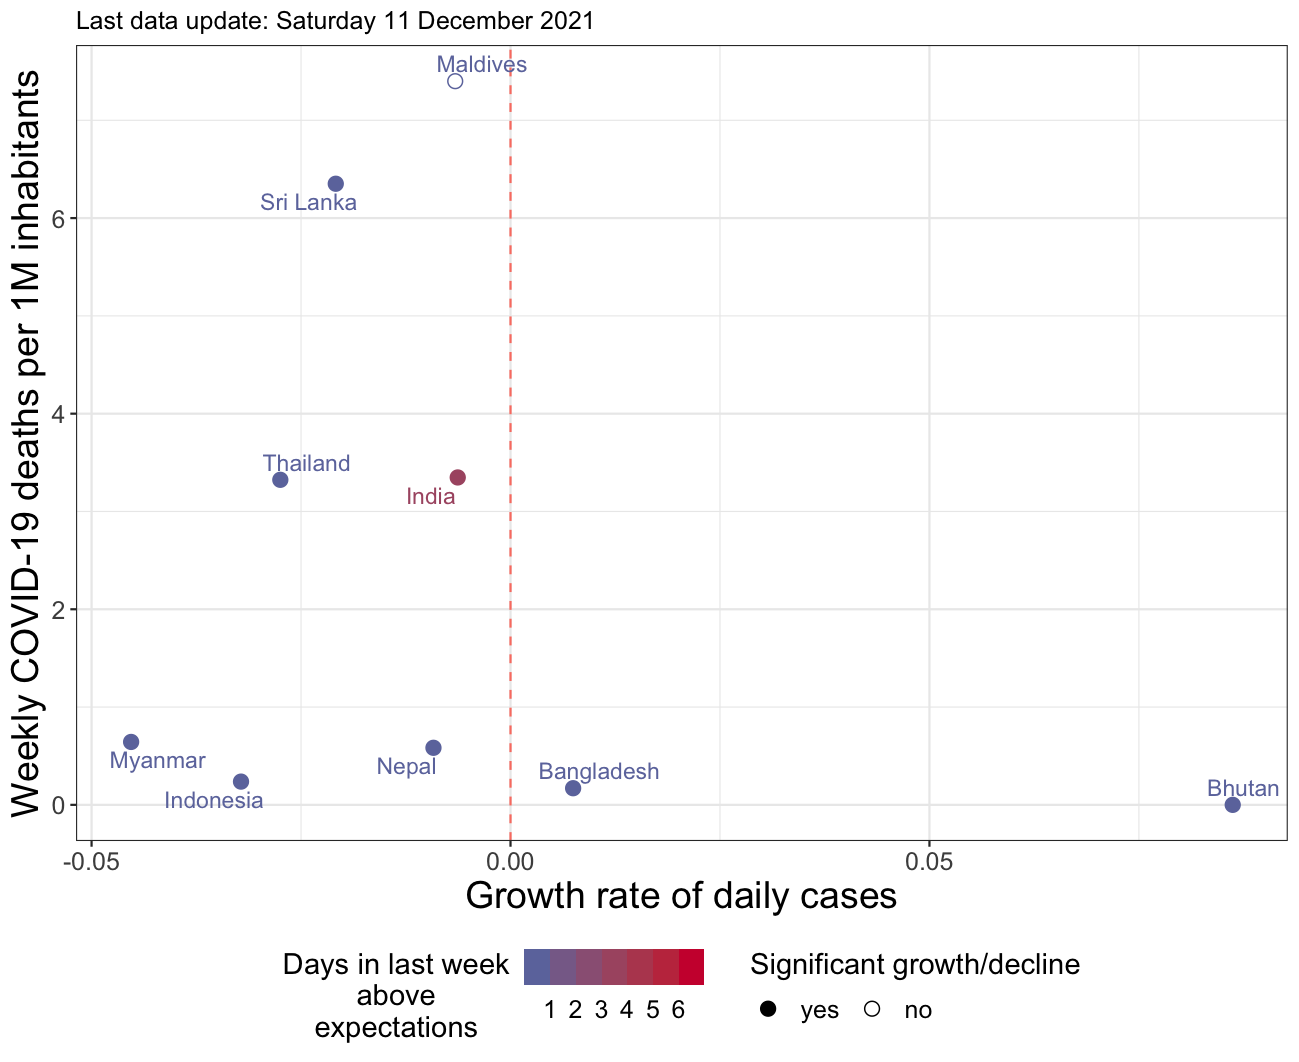 Last data update: Saturday 11 December 2021
Weekly COVID-19 deaths per 1M inhabitants
Maldives
Sri Lanka
6
4
Thailand
India
2
Myanmar
Nepal
Bangladesh
Bhutan
Indonesia
0
-0.05 0.00 0.05
Growth rate of daily cases
Days in last week
above
expectations
1 2 3 4 5 6
Significant growth/decline
yes no